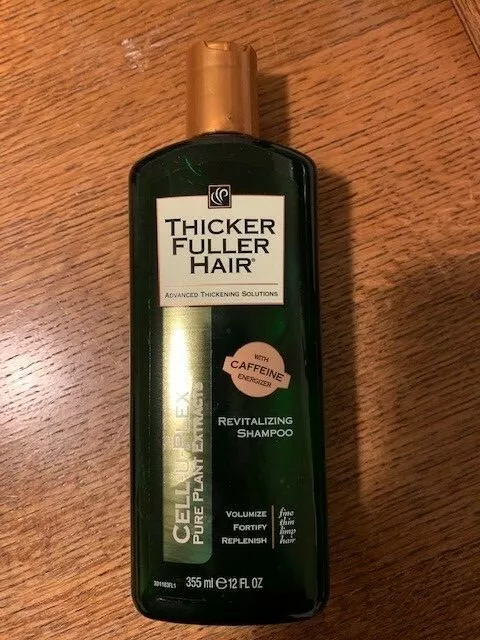 THICKER
FULLER
HAIR®
ADVANCED THICKENING SOLUTIONS
WITH
CAFFEINE
ENERGIZER
REVITALIZING
SHAMPOO
CELLU-PLEX
PURE PLANT EXTRACTS
VOLUMIZE
FORTIFY
REPLENISH
fine
thin
limp
hair
355 ml ℮ 12 FL OZ